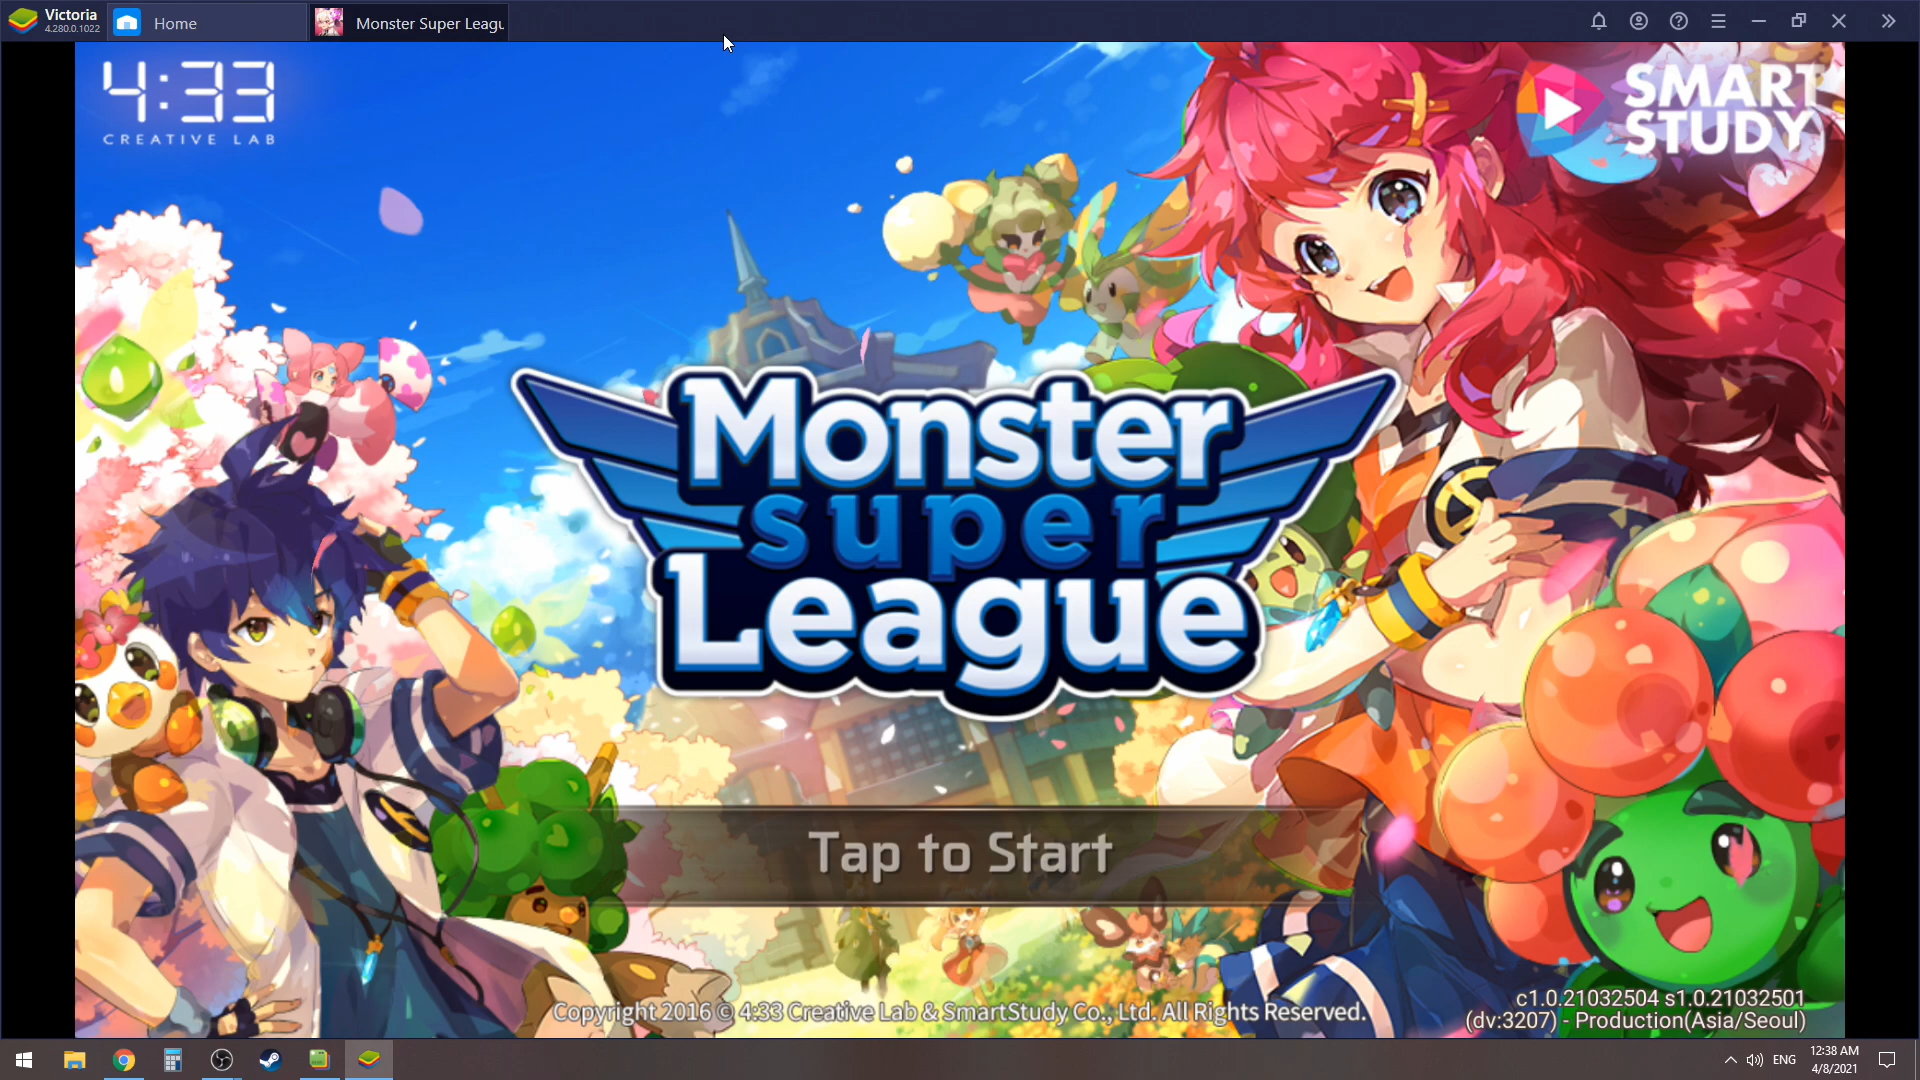 Victoria
4.280.0.1022
Home
Monster Super Leagu
4:33
CREATIVE LAB
SMART
STUDY
Monster
super
League
Tap to Start
Copyright 2016 © 4:33 Creative Lab & SmartStudy Co., Ltd. All Rights Reserved.
c1.0.21032504 s1.0.21032501
(dv:3207) - Production(Asia/Seoul)
ENG
12:38 AM
4/8/2021